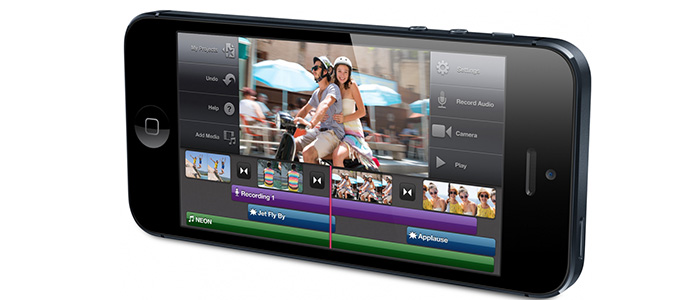 My Projects
Undo
Help
Add Media
Settings
Record Audio
Camera
Play
Recording 1
Jet Fly By
Applause
NEON